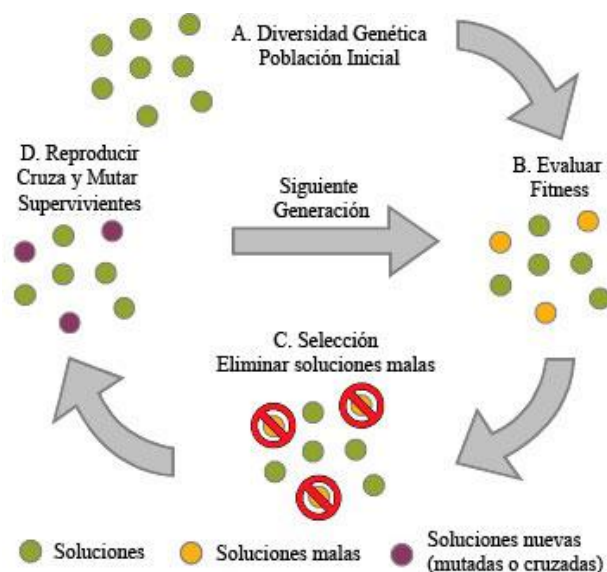 A. Diversidad Genética
Población Inicial
D. Reproducir
Cruza y Mutar
Supervivientes
Siguiente
Generación
B. Evaluar
Fitness
C. Selección
Eliminar soluciones malas
Soluciones
Soluciones malas
Soluciones nuevas
(mutadas o cruzadas)